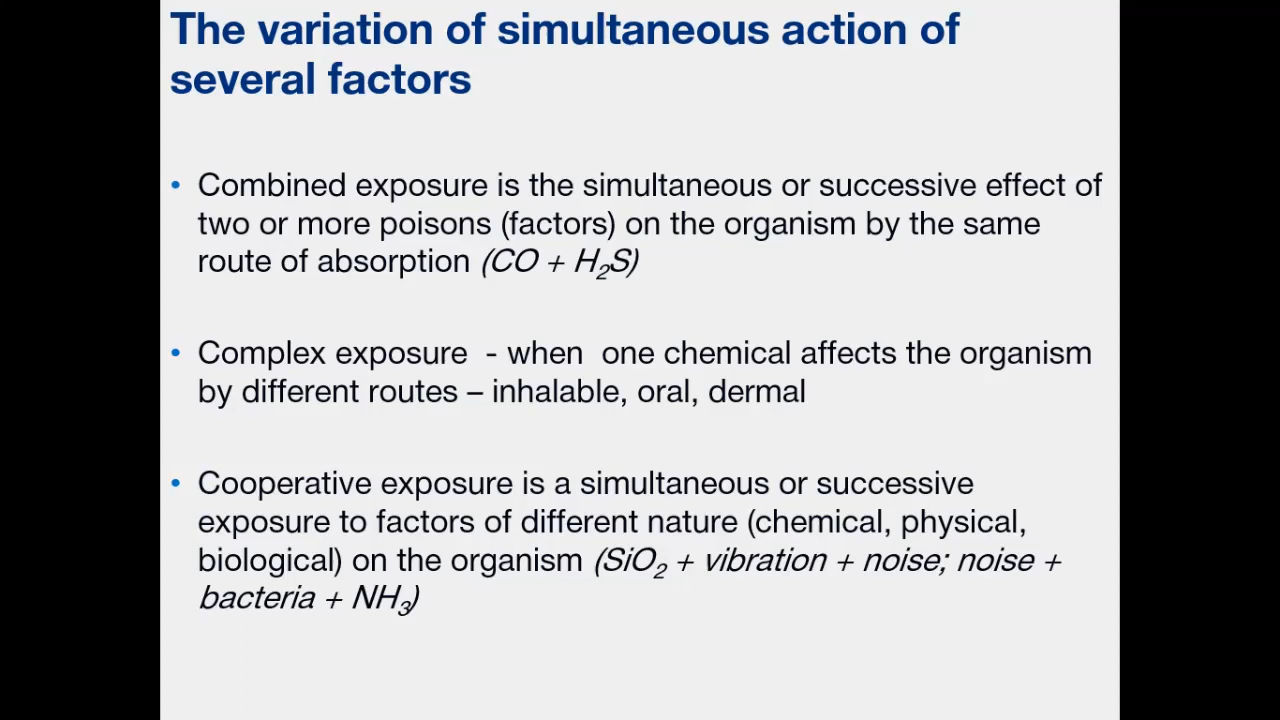 The variation of simultaneous action of
several factors
• Combined exposure is the simultaneous or successive effect of
two or more poisons (factors) on the organism by the same
route of absorption (CO + H₂S)
• Complex exposure  - when  one chemical affects the organism
by different routes – inhalable, oral, dermal
• Cooperative exposure is a simultaneous or successive
exposure to factors of different nature (chemical, physical,
biological) on the organism (SiO₂ + vibration + noise; noise +
bacteria + NH₃)